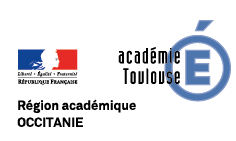 académie
Toulouse
É
Liberté • Égalité • Fraternité
RÉPUBLIQUE FRANÇAISE
Région académique
OCCITANIE